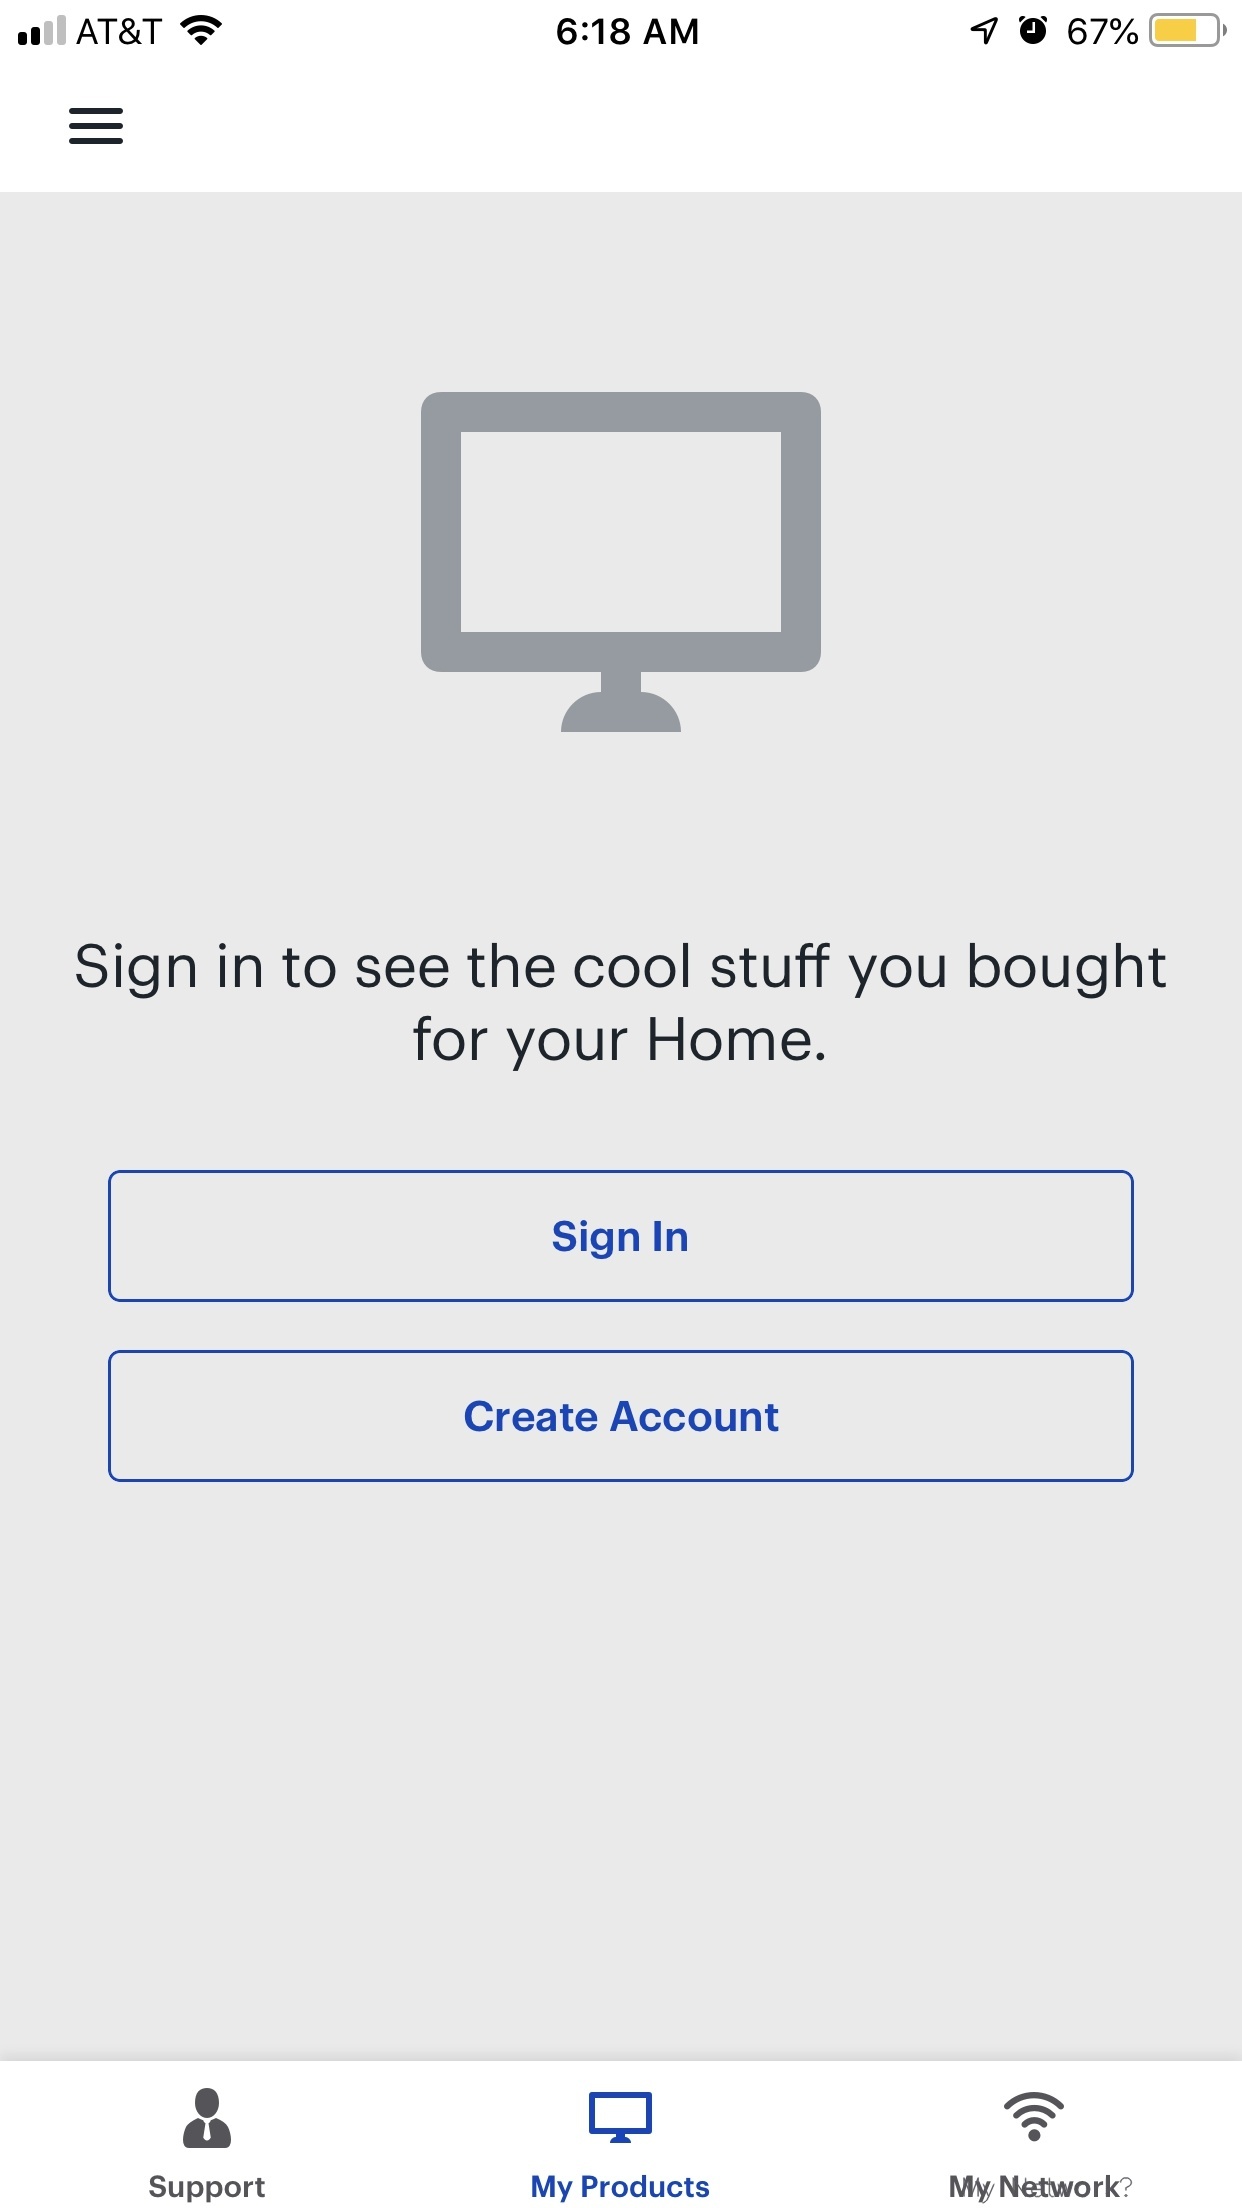 AT&T 6:18 AM 67%
Sign in to see the cool stuff you bought
for your Home.
Sign In
Create Account
Support My Products My Network?